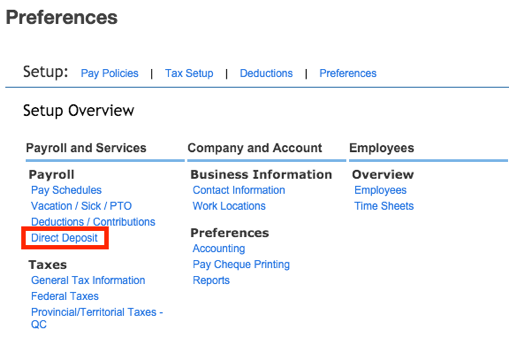 Preferences
Setup: Pay Policies | Tax Setup | Deductions | Preferences
Setup Overview
Payroll and Services
Payroll
Pay Schedules
Vacation / Sick / PTO
Deductions / Contributions
Direct Deposit
Taxes
General Tax Information
Federal Taxes
Provincial/Territorial Taxes -
QC
Company and Account
Business Information
Contact Information
Work Locations
Preferences
Accounting
Pay Cheque Printing
Reports
Employees
Overview
Employees
Time Sheets